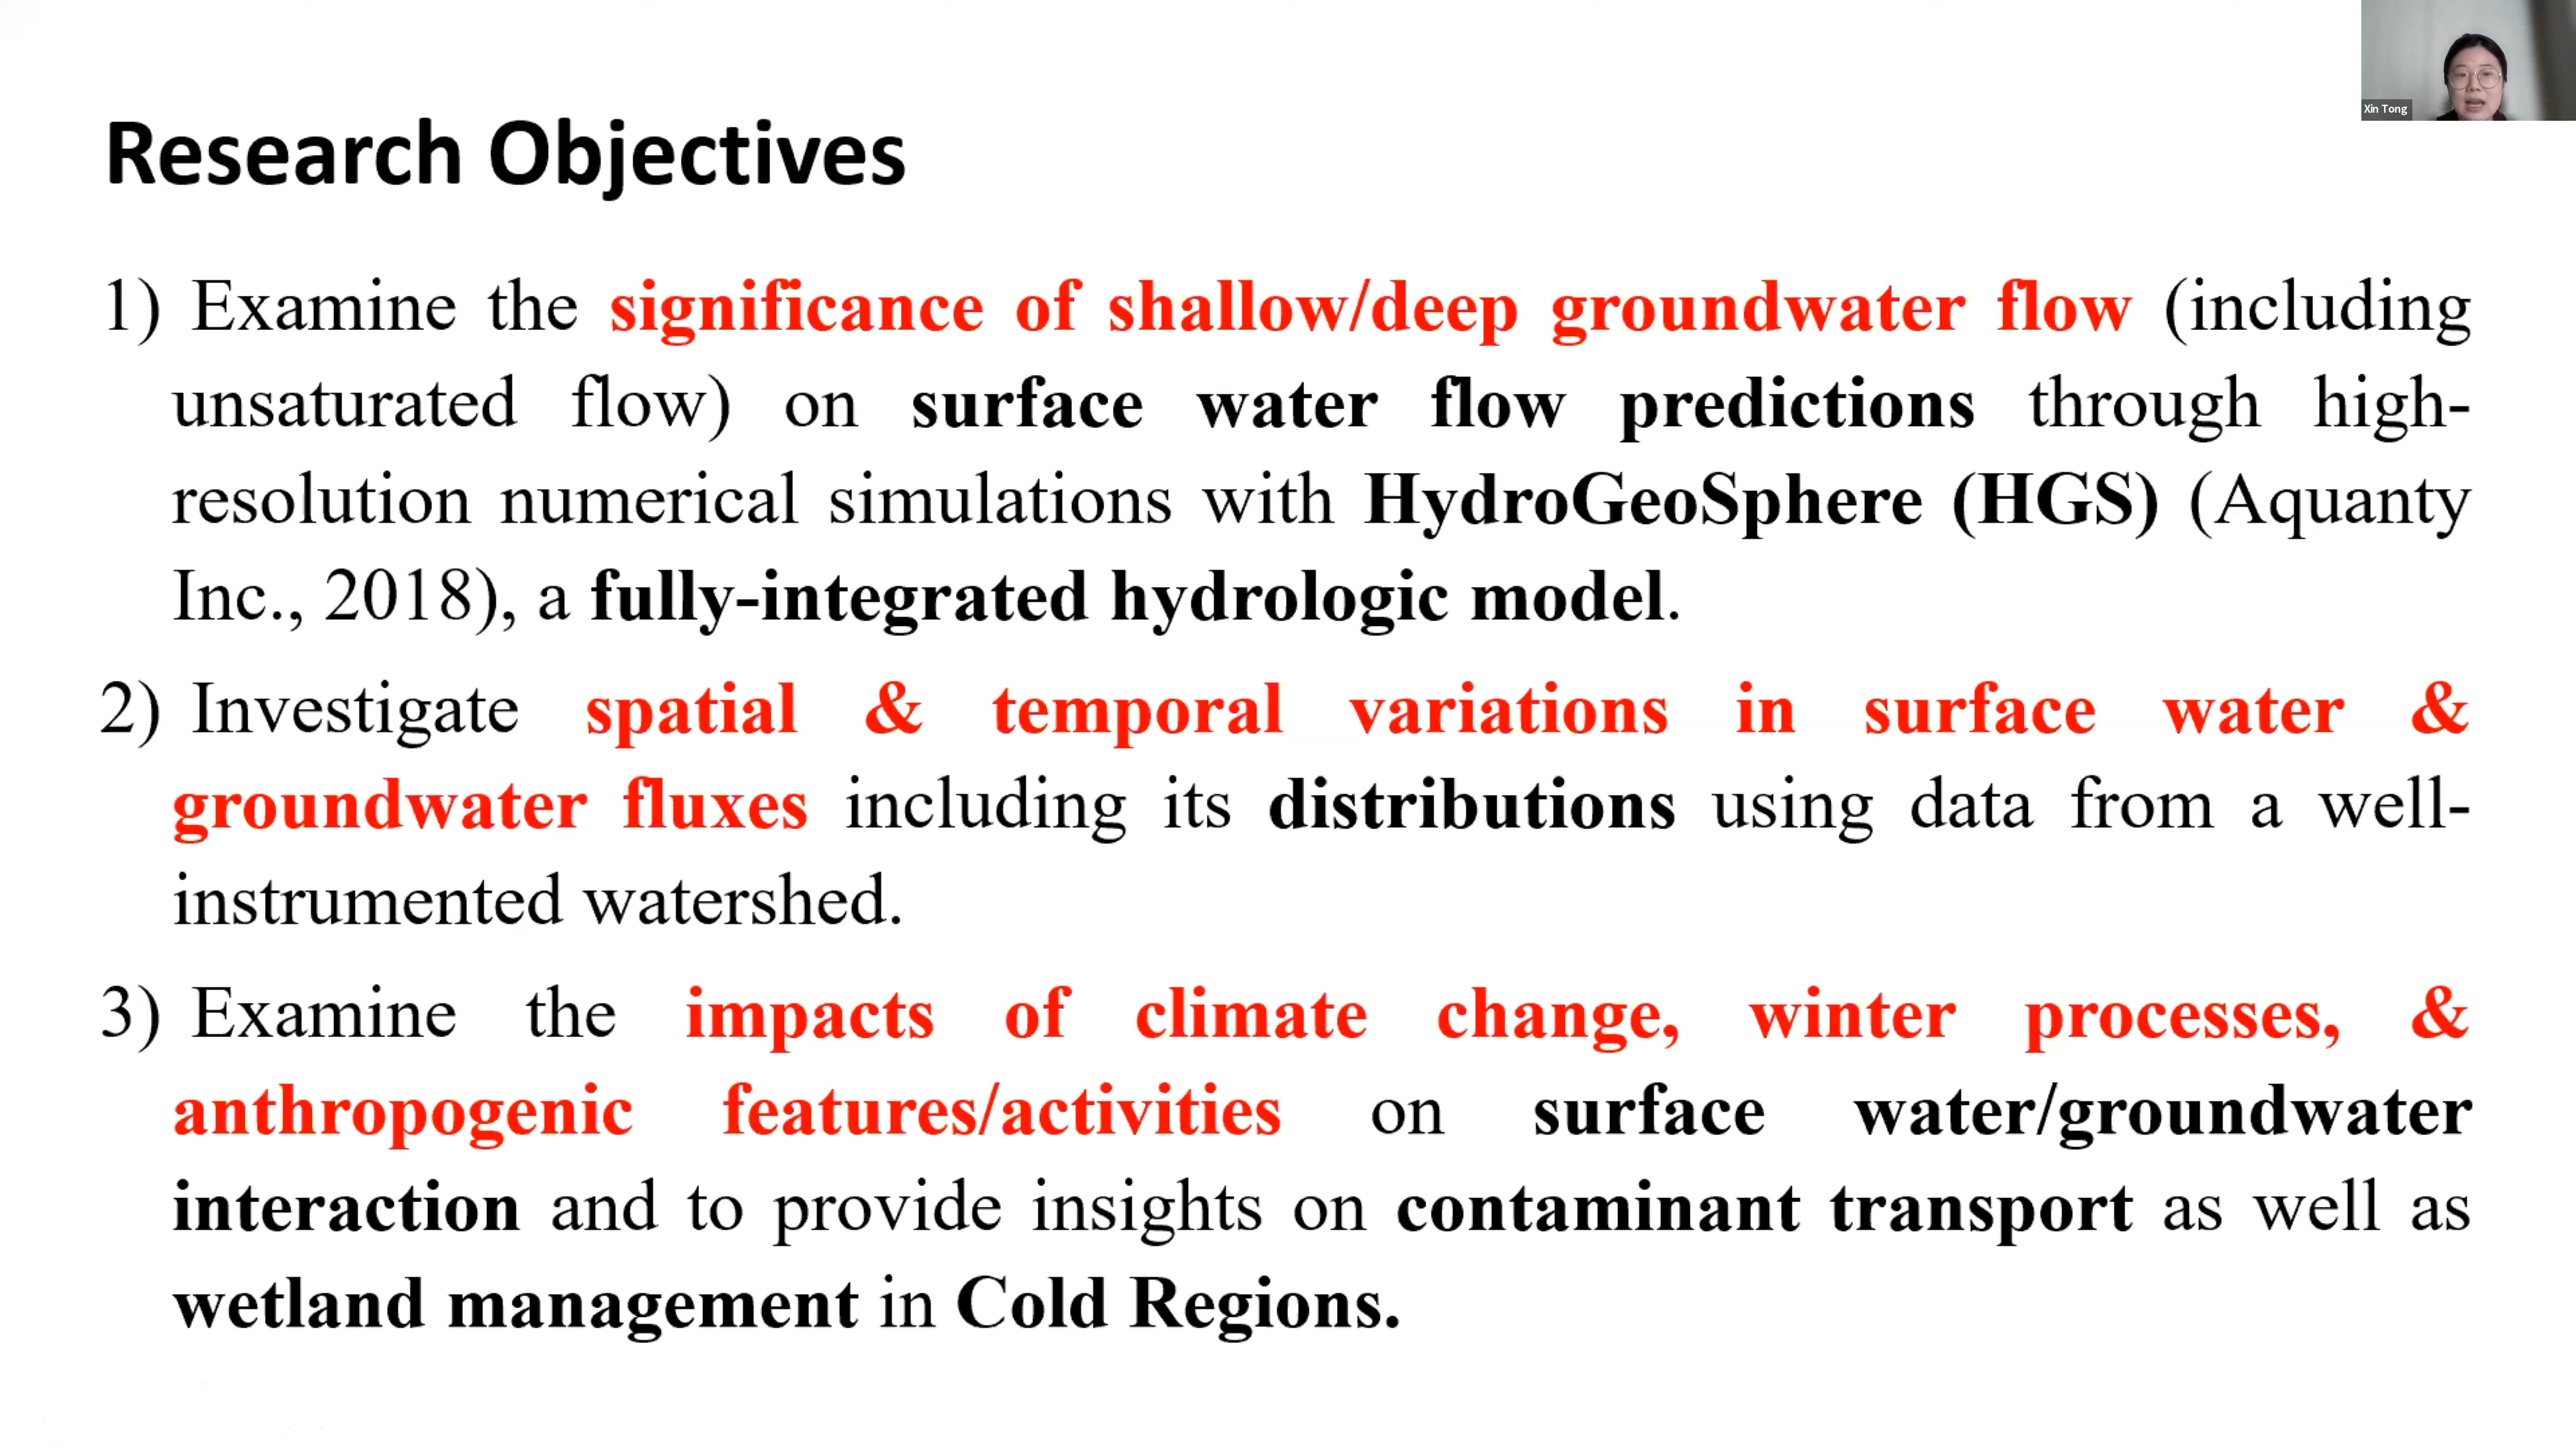 Xin Tong
Research Objectives
1) Examine the significance of shallow/deep groundwater flow (including
unsaturated flow) on surface water flow predictions through high-
resolution numerical simulations with HydroGeoSphere (HGS) (Aquanty
Inc., 2018), a fully-integrated hydrologic model.
2) Investigate spatial & temporal variations in surface water &
groundwater fluxes including its distributions using data from a well-
instrumented watershed.
3) Examine the impacts of climate change, winter processes, &
anthropogenic features/activities on surface water/groundwater
interaction and to provide insights on contaminant transport as well as
wetland management in Cold Regions.